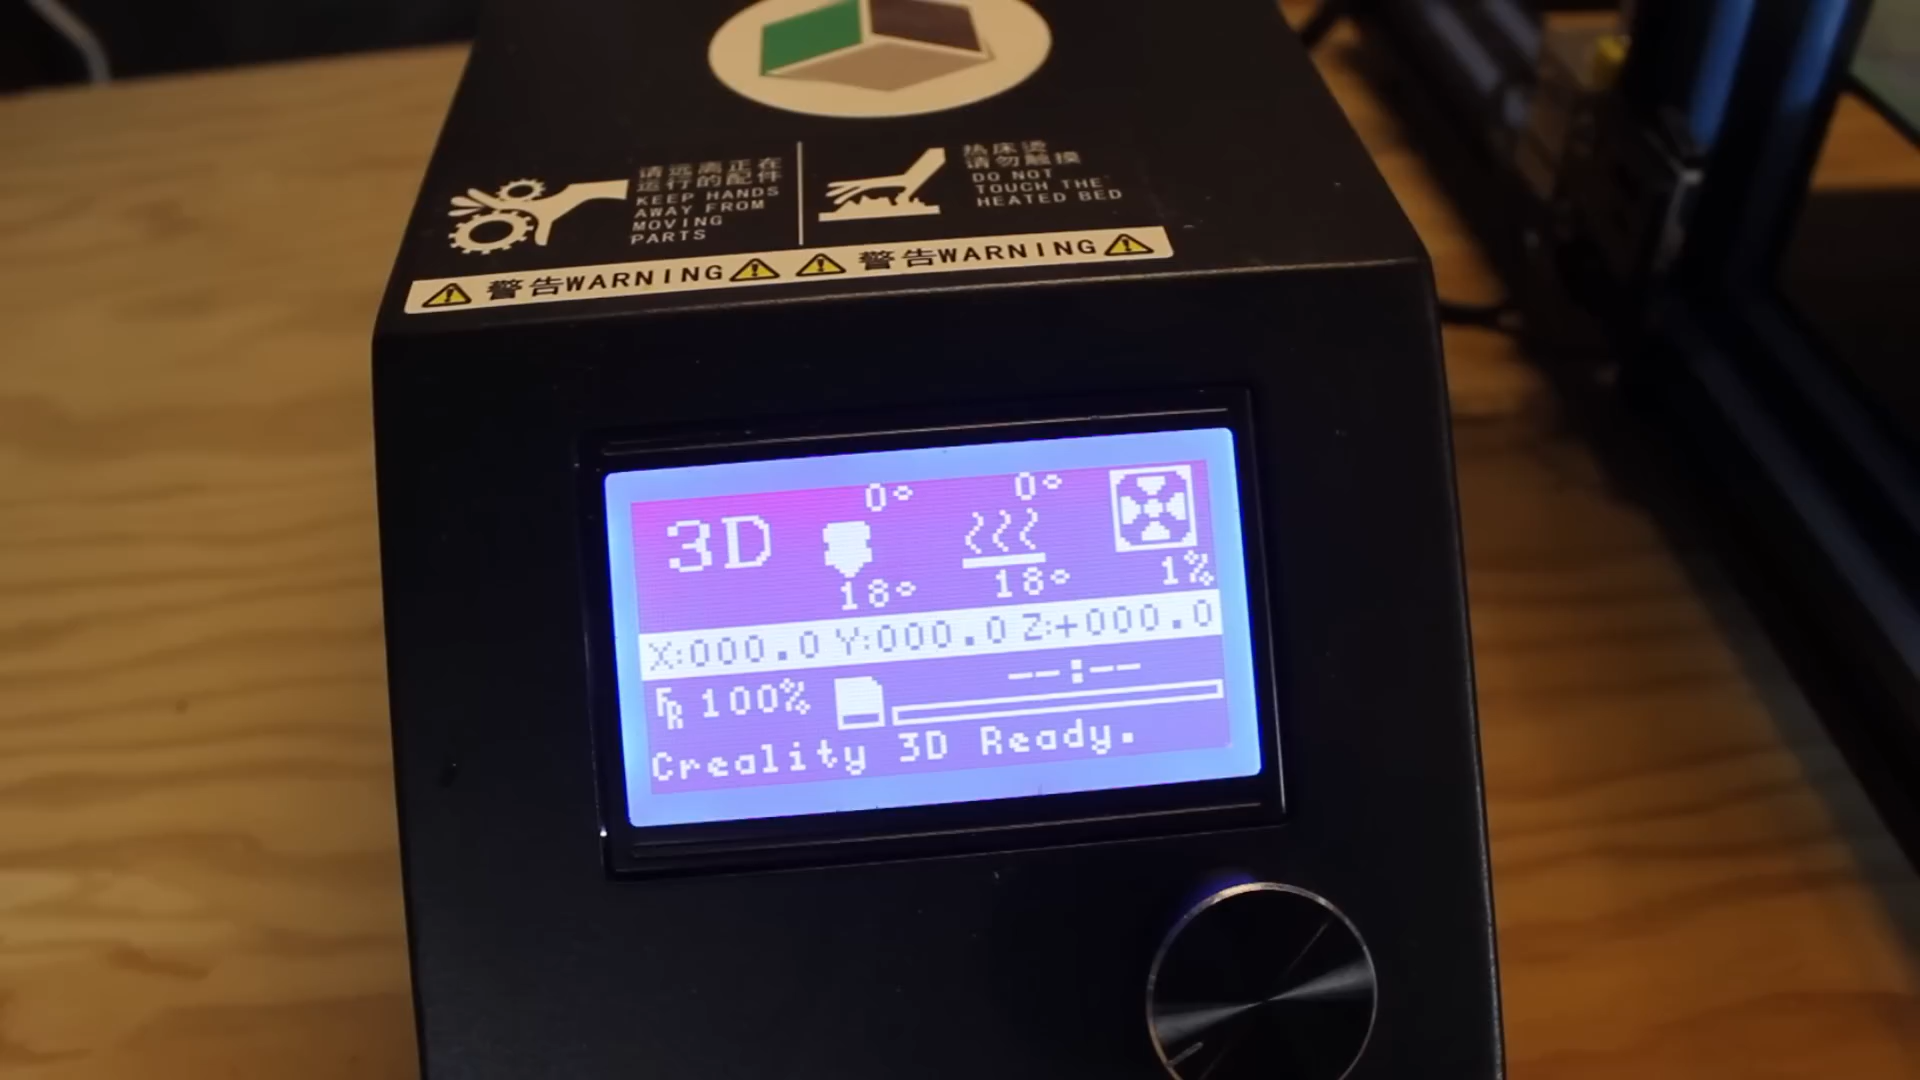 请远离正在
运行的配件
KEEP HANDS
AWAY FROM
MOVING
PARTS
热床烫
请勿触摸
DO NOT
TOUCH THE
HEATED BED
警告WARNING
警告WARNING
3D
0° 0°
18° 18° 1%
X:000.0 Y:000.0 Z:+000.0
FR 100% --:--
Creality 3D Ready.